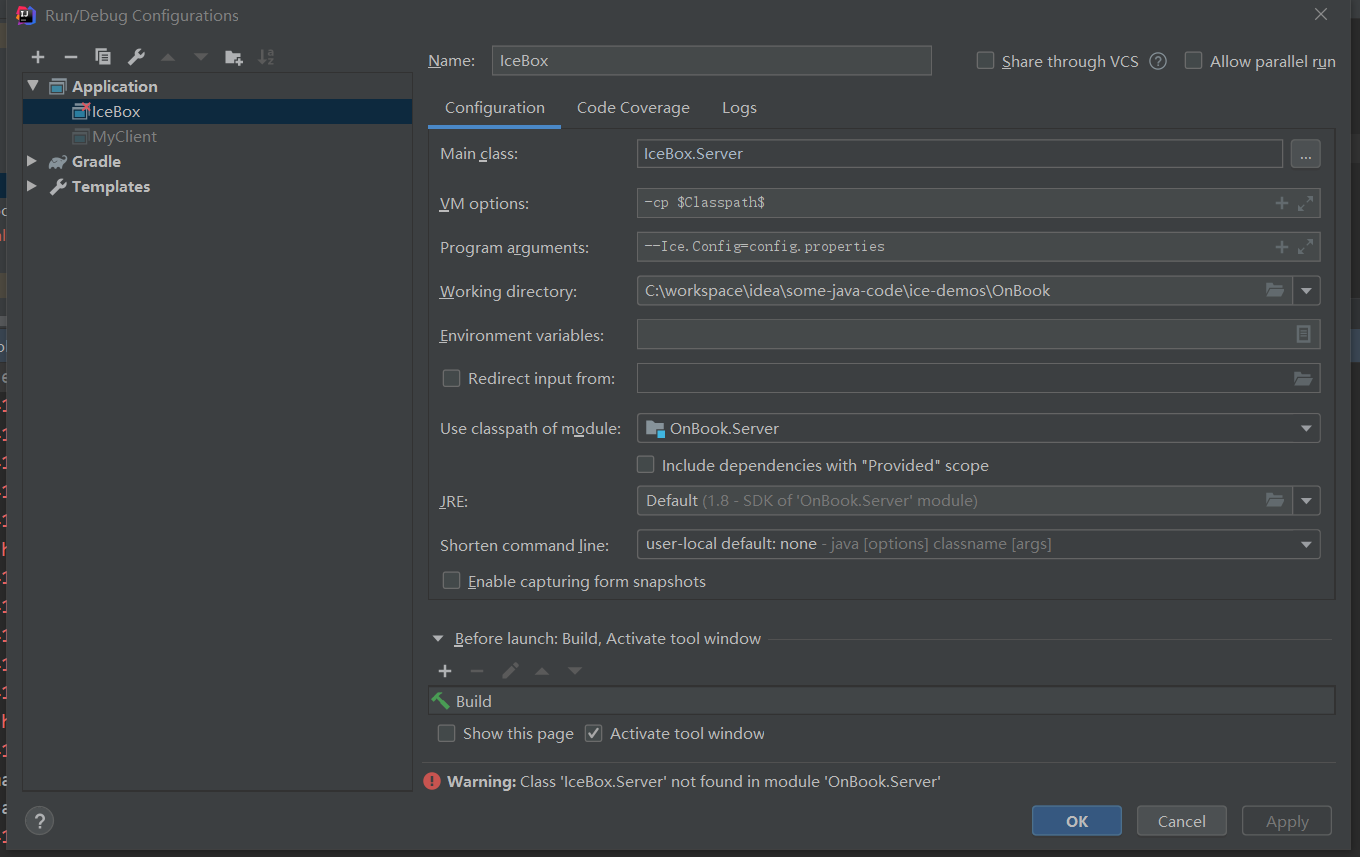 Run/Debug Configurations
Application
IceBox
MyClient
Gradle
Templates
Name: IceBox
Share through VCS
Allow parallel run
Configuration Code Coverage Logs
Main class: IceBox.Server ...
VM options: -cp $Classpath$
Program arguments: --Ice.Config=config.properties
Working directory: C:\workspace\idea\some-java-code\ice-demos\OnBook
Environment variables:
Redirect input from:
Use classpath of module: OnBook.Server
Include dependencies with "Provided" scope
JRE: Default (1.8 - SDK of 'OnBook.Server' module)
Shorten command line: user-local default: none - java [options] classname [args]
Enable capturing form snapshots
Before launch: Build, Activate tool window
Build
Show this page Activate tool window
Warning: Class 'IceBox.Server' not found in module 'OnBook.Server'
? OK Cancel Apply